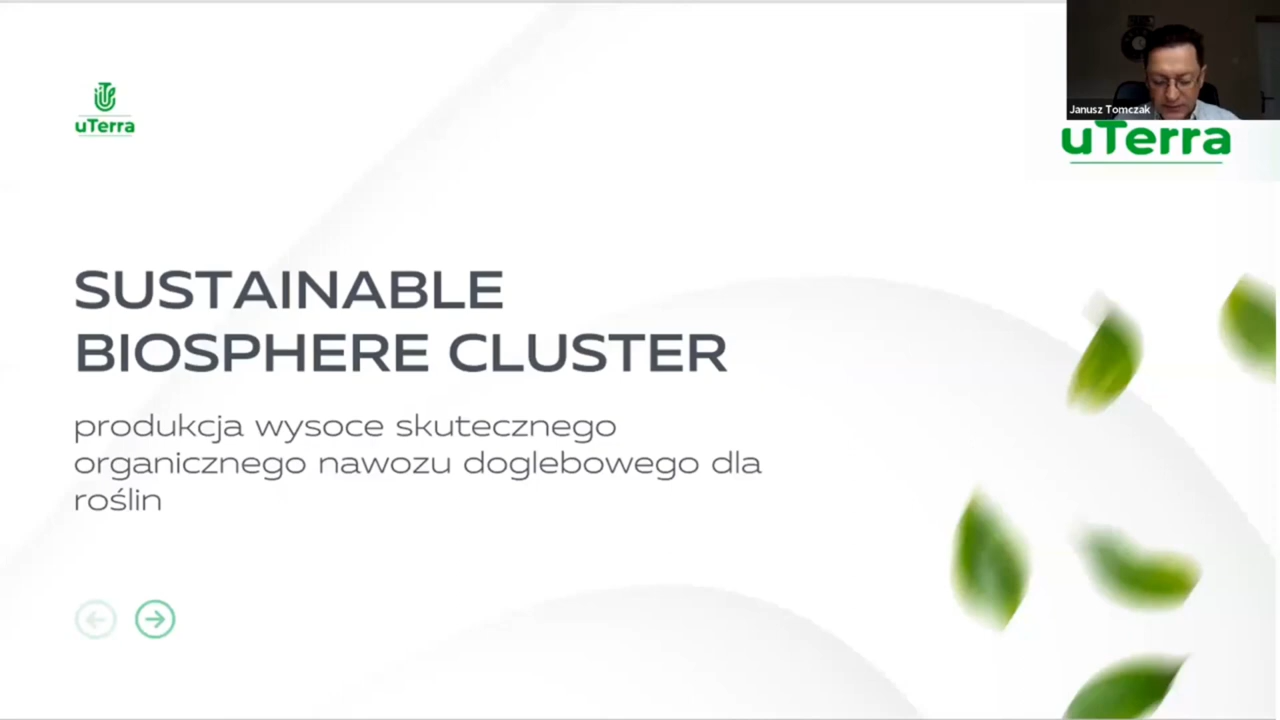 uTerra
Janusz Tomczak
uTerra
SUSTAINABLE
BIOSPHERE CLUSTER
produkcja wysoce skutecznego
organicznego nawozu doglebowego dla
roślin